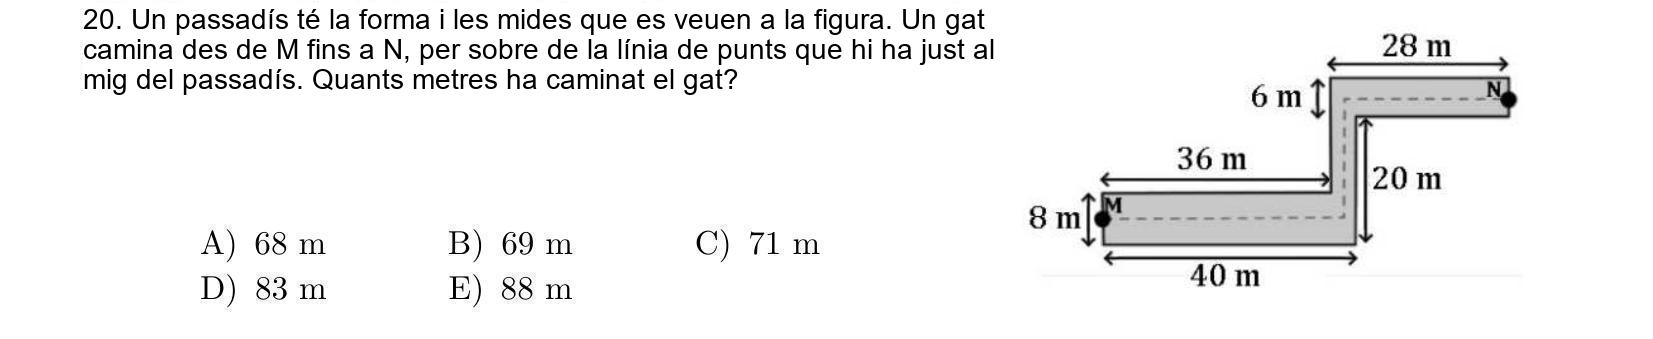 20. Un passadís té la forma i les mides que es veuen a la figura. Un gat
camina des de M fins a N, per sobre de la línia de punts que hi ha just al
mig del passadís. Quants metres ha caminat el gat?
28 m
6 m
N
36 m
20 m
8 m
M
40 m
A) 68 m B) 69 m C) 71 m
D) 83 m E) 88 m